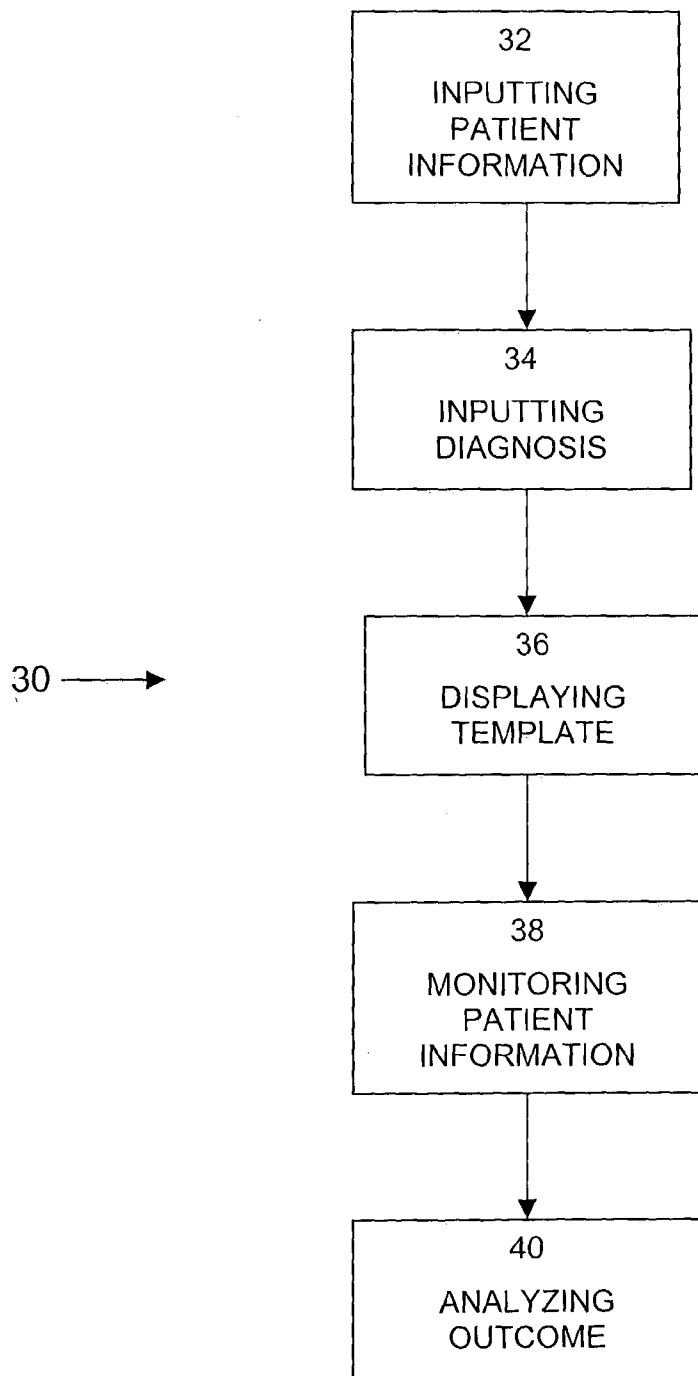 32
INPUTTING
PATIENT
INFORMATION
34
INPUTTING
DIAGNOSIS
36
30
DISPLAYING
TEMPLATE
38
MONITORING
PATIENT
INFORMATION
40
ANALYZING
OUTCOME